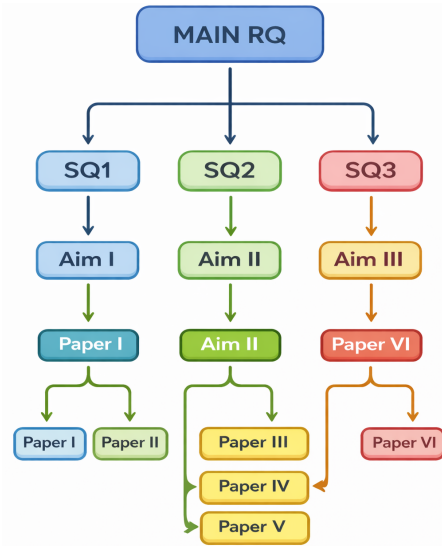 MAIN RQ
SQ1 SQ2 SQ3
Aim I Aim II Aim III
Paper I Aim II Paper VI
Paper I Paper II Paper III Paper VI
Paper IV
Paper V